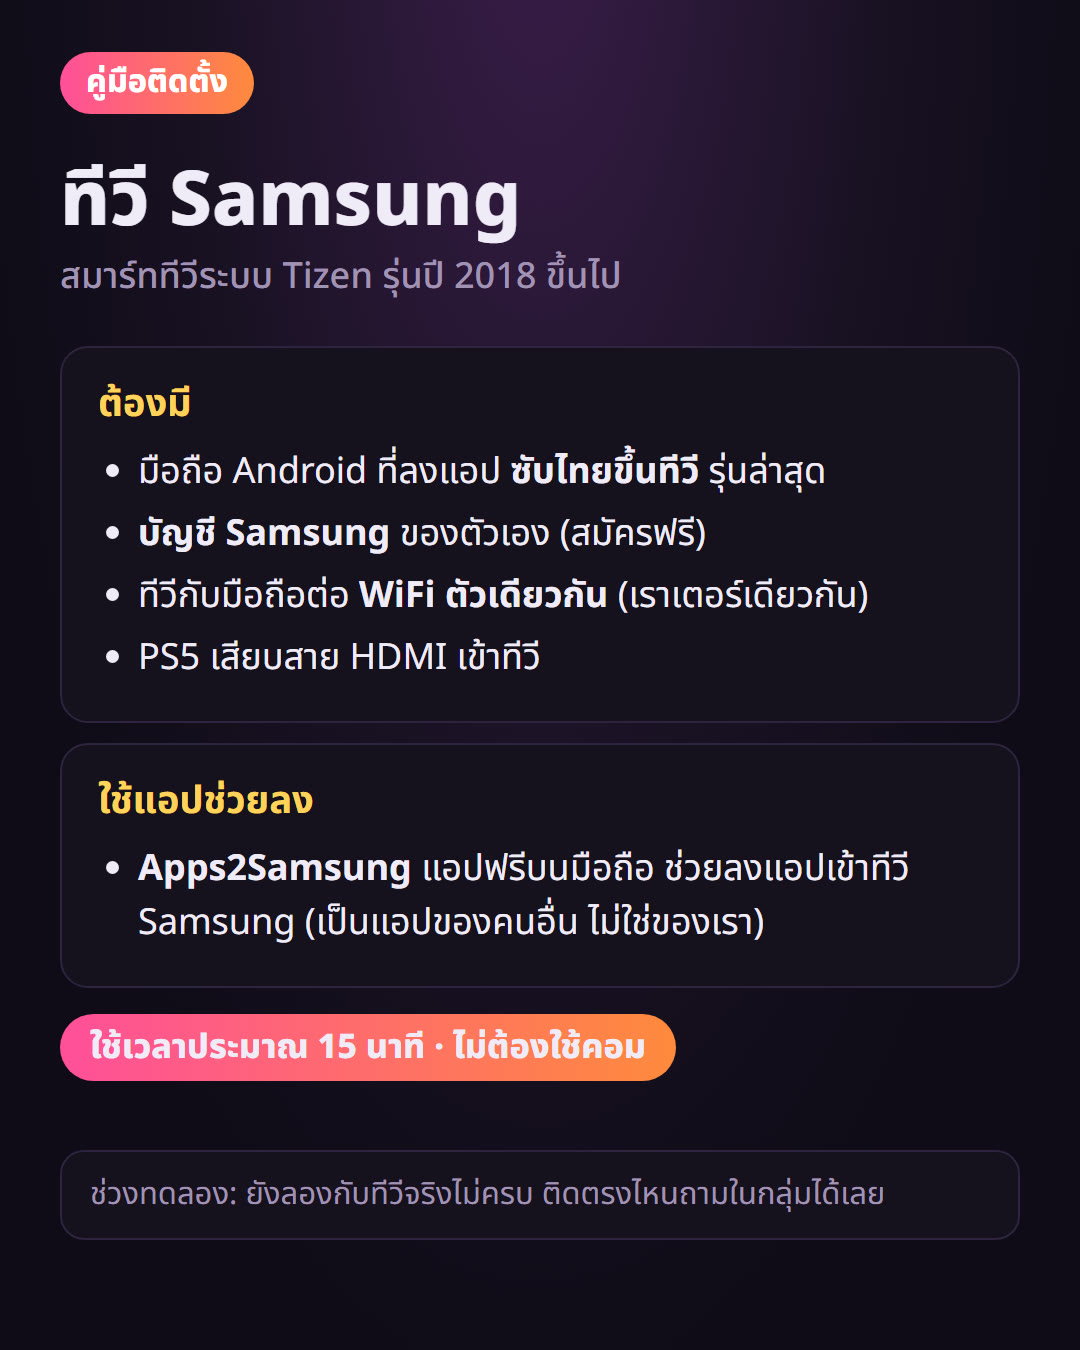 คู่มือติดตั้ง
ทีวี Samsung
สมาร์ททีวีระบบ Tizen รุ่นปี 2018 ขึ้นไป
ต้องมี
• มือถือ Android ที่ลงแอป ซับไทยขึ้นทีวี รุ่นล่าสุด
• บัญชี Samsung ของตัวเอง (สมัครฟรี)
• ทีวีกับมือถือต่อ WiFi ตัวเดียวกัน (เราเตอร์เดียวกัน)
• PS5 เสียบสาย HDMI เข้าทีวี
ใช้แอปช่วยลง
• Apps2Samsung แอปฟรีบนมือถือ ช่วยลงแอปเข้าทีวี
Samsung (เป็นแอปของคนอื่น ไม่ใช่ของเรา)
ใช้เวลาประมาณ 15 นาที · ไม่ต้องใช้คอม
ช่วงทดลอง: ยังลองกับทีวีจริงไม่ครบ ติดตรงไหนถามในกลุ่มได้เลย